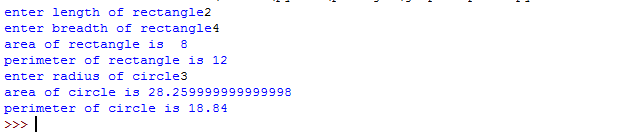 enter length of rectangle2
enter breadth of rectangle4
area of rectangle is  8
perimeter of rectangle is 12
enter radius of circle3
area of circle is 28.259999999999998
perimeter of circle is 18.84
>>>